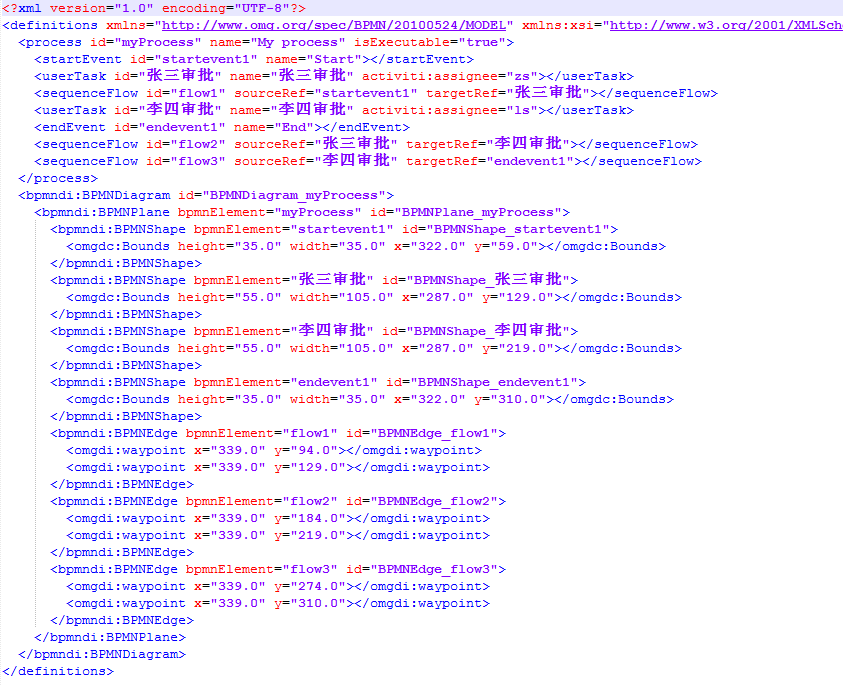 <?xml version="1.0" encoding="UTF-8"?>
<definitions xmlns="http://www.omg.org/spec/BPMN/20100524/MODEL" xmlns:xsi="http://www.w3.org/2001/XMLSch
<process id="myProcess" name="My process" isExecutable="true">
<startEvent id="startevent1" name="Start"></startEvent>
<userTask id="张三审批" name="张三审批" activiti:assignee="zs"></userTask>
<sequenceFlow id="flow1" sourceRef="startevent1" targetRef="张三审批"></sequenceFlow>
<userTask id="李四审批" name="李四审批" activiti:assignee="ls"></userTask>
<endEvent id="endevent1" name="End"></endEvent>
<sequenceFlow id="flow2" sourceRef="张三审批" targetRef="李四审批"></sequenceFlow>
<sequenceFlow id="flow3" sourceRef="李四审批" targetRef="endevent1"></sequenceFlow>
</process>
<bpmndi:BPMNDiagram id="BPMNDiagram_myProcess">
<bpmndi:BPMNPlane bpmnElement="myProcess" id="BPMNPlane_myProcess">
<bpmndi:BPMNShape bpmnElement="startevent1" id="BPMNShape_startevent1">
<omgdc:Bounds height="35.0" width="35.0" x="322.0" y="59.0"></omgdc:Bounds>
</bpmndi:BPMNShape>
<bpmndi:BPMNShape bpmnElement="张三审批" id="BPMNShape_张三审批">
<omgdc:Bounds height="55.0" width="105.0" x="287.0" y="129.0"></omgdc:Bounds>
</bpmndi:BPMNShape>
<bpmndi:BPMNShape bpmnElement="李四审批" id="BPMNShape_李四审批">
<omgdc:Bounds height="55.0" width="105.0" x="287.0" y="219.0"></omgdc:Bounds>
</bpmndi:BPMNShape>
<bpmndi:BPMNShape bpmnElement="endevent1" id="BPMNShape_endevent1">
<omgdc:Bounds height="35.0" width="35.0" x="322.0" y="310.0"></omgdc:Bounds>
</bpmndi:BPMNShape>
<bpmndi:BPMNEdge bpmnElement="flow1" id="BPMNEdge_flow1">
<omgdi:waypoint x="339.0" y="94.0"></omgdi:waypoint>
<omgdi:waypoint x="339.0" y="129.0"></omgdi:waypoint>
</bpmndi:BPMNEdge>
<bpmndi:BPMNEdge bpmnElement="flow2" id="BPMNEdge_flow2">
<omgdi:waypoint x="339.0" y="184.0"></omgdi:waypoint>
<omgdi:waypoint x="339.0" y="219.0"></omgdi:waypoint>
</bpmndi:BPMNEdge>
<bpmndi:BPMNEdge bpmnElement="flow3" id="BPMNEdge_flow3">
<omgdi:waypoint x="339.0" y="274.0"></omgdi:waypoint>
<omgdi:waypoint x="339.0" y="310.0"></omgdi:waypoint>
</bpmndi:BPMNEdge>
</bpmndi:BPMNPlane>
</bpmndi:BPMNDiagram>
</definitions>